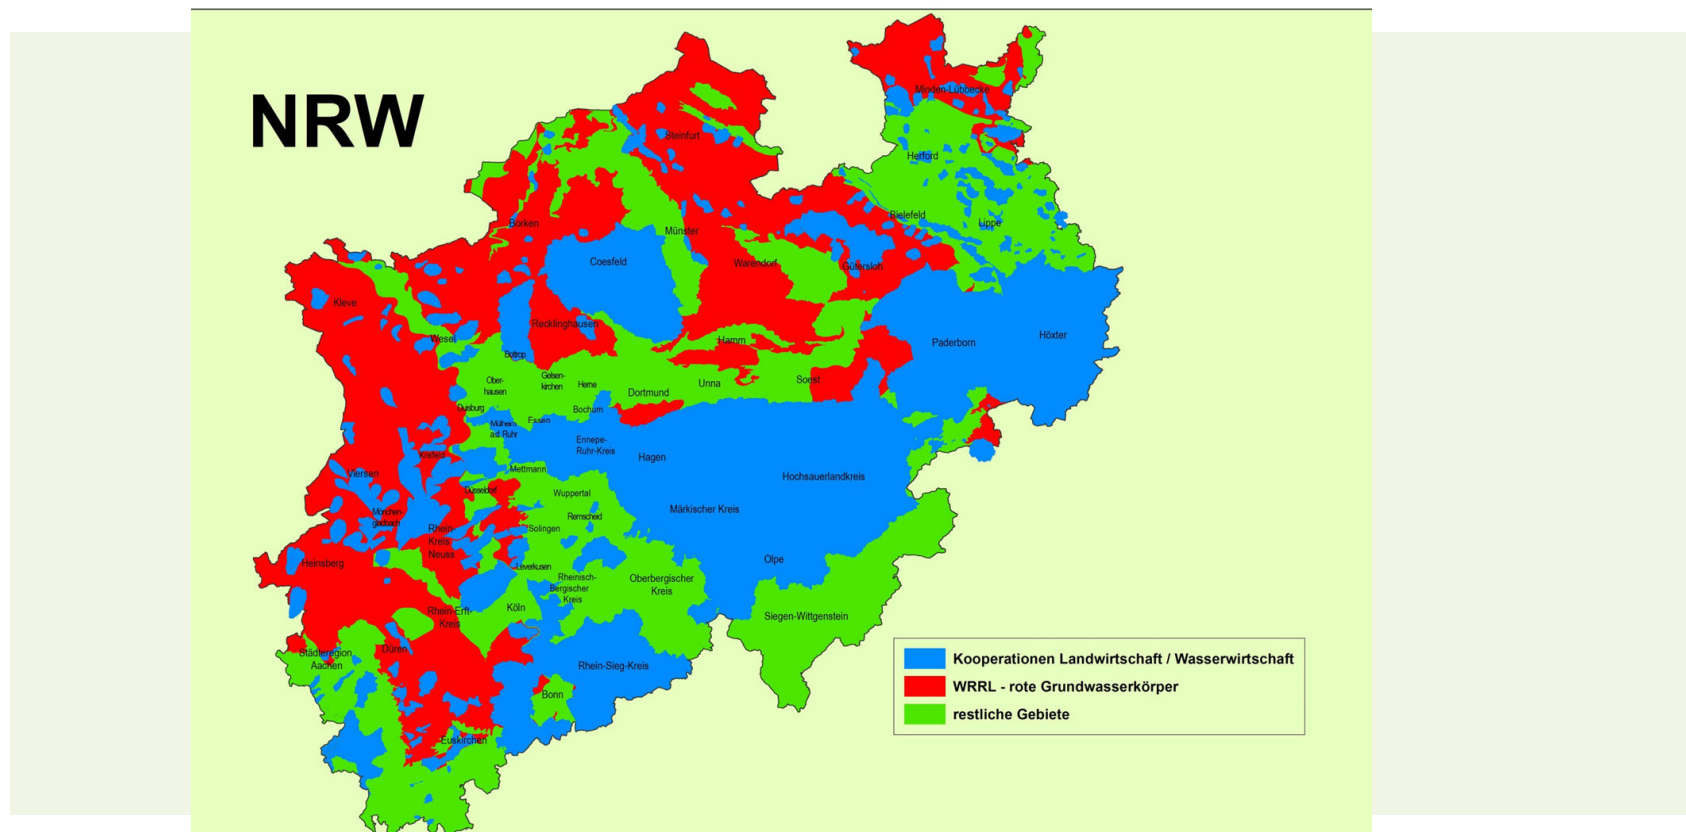 NRW
Minden-Lübbecke
Steinfurt
Herford
Borken
Bielefeld
Lippe
Münster
Coesfeld
Warendorf
Gütersloh
Kleve
Recklinghausen
Wesel
Hamm
Paderborn
Höxter
Bottrop
Ober-
hausen
Gelsen-
kirchen
Herne
Dortmund
Unna
Soest
Duisburg
Bochum
Essen
Mülheim
a.d. Ruhr
Ennepe-
Ruhr-Kreis
Krefeld
Hagen
Viersen
Mettmann
Hochsauerlandkreis
Düsseldorf
Wuppertal
Mönchen-
gladbach
Remscheid
Märkischer Kreis
Rhein-
Kreis
Neuss
Solingen
Heinsberg
Olpe
Leverkusen
Rheinisch-
Bergischer
Kreis
Oberbergischer
Kreis
Rhein-Erft-
Kreis
Köln
Siegen-Wittgenstein
Städteregion
Aachen
Düren
Rhein-Sieg-Kreis
Bonn
Euskirchen
Kooperationen Landwirtschaft / Wasserwirtschaft
WRRL - rote Grundwasserkörper
restliche Gebiete